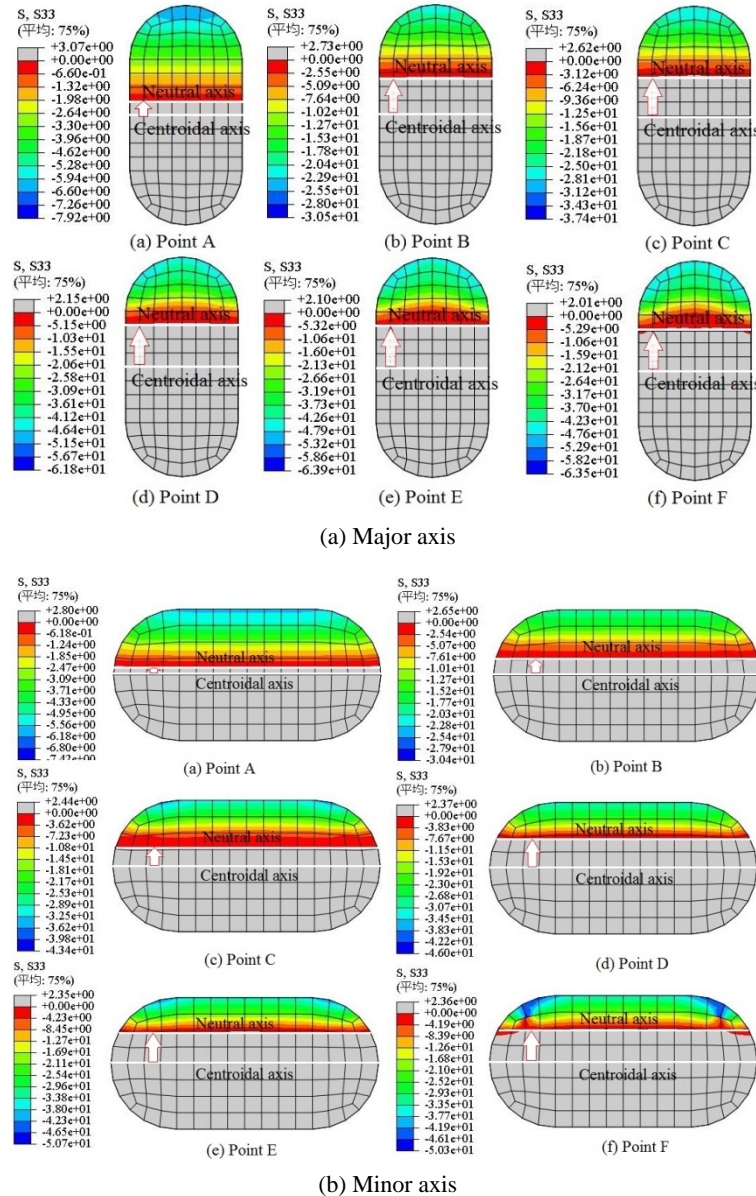 S, S33
(平均: 75%)
+3.07e+00
+0.00e+00
-6.60e-01
-1.32e+00
-1.98e+00
-2.64e+00
-3.30e+00
-3.96e+00
-4.62e+00
-5.28e+00
-5.94e+00
-6.60e+00
-7.26e+00
-7.92e+00
Neutral axis
Centroidal axis
(a) Point A
S, S33
(平均: 75%)
+2.73e+00
+0.00e+00
-2.55e+00
-5.09e+00
-7.64e+00
-1.02e+01
-1.27e+01
-1.53e+01
-1.78e+01
-2.04e+01
-2.29e+01
-2.55e+01
-2.80e+01
-3.05e+01
Neutral axis
Centroidal axis
(b) Point B
S, S33
(平均: 75%)
+2.62e+00
+0.00e+00
-3.12e+00
-6.24e+00
-9.36e+00
-1.25e+01
-1.56e+01
-1.87e+01
-2.18e+01
-2.50e+01
-2.81e+01
-3.12e+01
-3.43e+01
-3.74e+01
Neutral axis
Centroidal axis
(c) Point C
S, S33
(平均: 75%)
+2.15e+00
+0.00e+00
-5.15e+00
-1.03e+01
-1.55e+01
-2.06e+01
-2.58e+01
-3.09e+01
-3.61e+01
-4.12e+01
-4.64e+01
-5.15e+01
-5.67e+01
-6.18e+01
Neutral axis
Centroidal axis
(d) Point D
S, S33
(平均: 75%)
+2.10e+00
+0.00e+00
-5.32e+00
-1.06e+01
-1.60e+01
-2.13e+01
-2.66e+01
-3.19e+01
-3.73e+01
-4.26e+01
-4.79e+01
-5.32e+01
-5.86e+01
-6.39e+01
Neutral axis
Centroidal axis
(e) Point E
S, S33
(平均: 75%)
+2.01e+00
+0.00e+00
-5.29e+00
-1.06e+01
-1.59e+01
-2.12e+01
-2.64e+01
-3.17e+01
-3.70e+01
-4.23e+01
-4.76e+01
-5.29e+01
-5.82e+01
-6.35e+01
Neutral axis
Centroidal axis
(f) Point F
(a) Major axis
S, S33
(平均: 75%)
+2.80e+00
+0.00e+00
-6.18e-01
-1.24e+00
-1.85e+00
-2.47e+00
-3.09e+00
-3.71e+00
-4.33e+00
-4.95e+00
-5.56e+00
-6.18e+00
-6.80e+00
-7.42e+00
Neutral axis
Centroidal axis
(a) Point A
S, S33
(平均: 75%)
+2.65e+00
+0.00e+00
-2.54e+00
-5.07e+00
-7.61e+00
-1.01e+01
-1.27e+01
-1.52e+01
-1.77e+01
-2.03e+01
-2.28e+01
-2.54e+01
-2.79e+01
-3.04e+01
Neutral axis
Centroidal axis
(b) Point B
S, S33
(平均: 75%)
+2.44e+00
+0.00e+00
-3.62e+00
-7.23e+00
-1.08e+01
-1.45e+01
-1.81e+01
-2.17e+01
-2.53e+01
-2.89e+01
-3.25e+01
-3.62e+01
-3.98e+01
-4.34e+01
Neutral axis
Centroidal axis
(c) Point C
S, S33
(平均: 75%)
+2.37e+00
+0.00e+00
-3.83e+00
-7.67e+00
-1.15e+01
-1.53e+01
-1.92e+01
-2.30e+01
-2.68e+01
-3.07e+01
-3.45e+01
-3.83e+01
-4.22e+01
-4.60e+01
Neutral axis
Centroidal axis
(d) Point D
S, S33
(平均: 75%)
+2.35e+00
+0.00e+00
-4.23e+00
-8.45e+00
-1.27e+01
-1.69e+01
-2.11e+01
-2.54e+01
-2.96e+01
-3.38e+01
-3.80e+01
-4.23e+01
-4.65e+01
-5.07e+01
Neutral axis
Centroidal axis
(e) Point E
S, S33
(平均: 75%)
+2.36e+00
+0.00e+00
-4.19e+00
-8.39e+00
-1.26e+01
-1.68e+01
-2.10e+01
-2.52e+01
-2.93e+01
-3.35e+01
-3.77e+01
-4.19e+01
-4.61e+01
-5.03e+01
Neutral axis
Centroidal axis
(f) Point F
(b) Minor axis